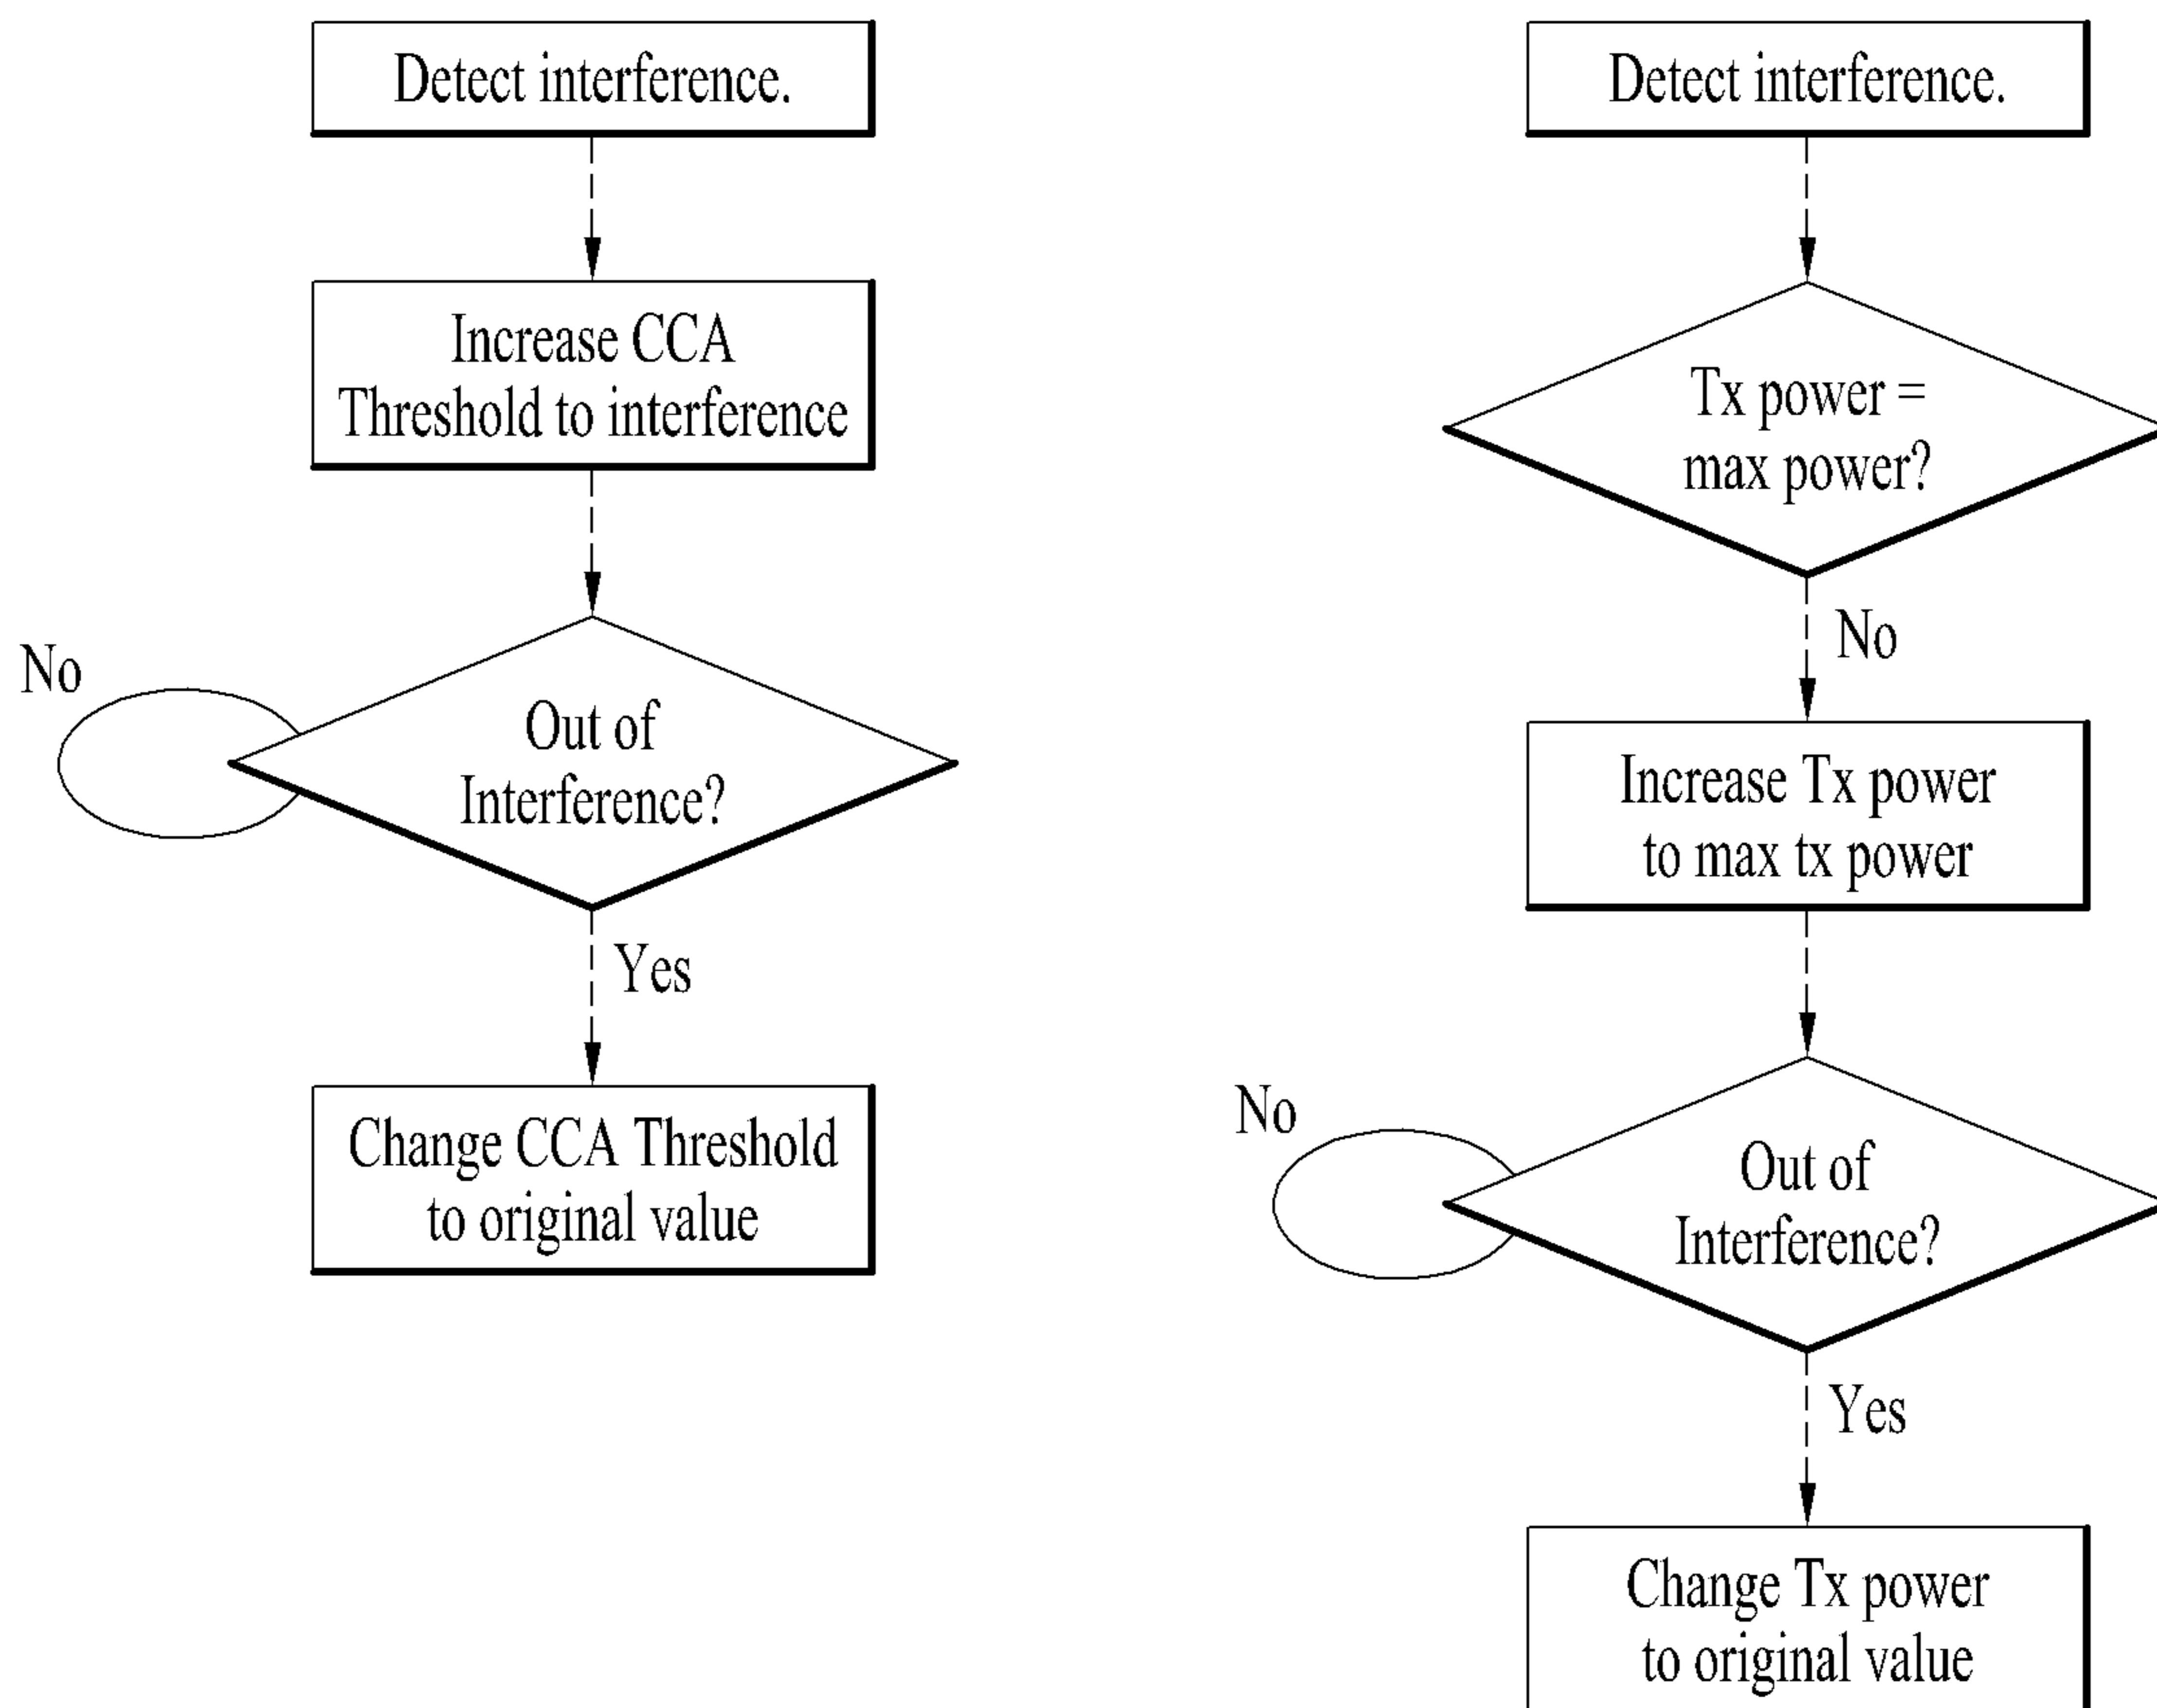 Detect interference.
Increase CCA
Threshold to interference
No
Out of
Interference?
Yes
Change CCA Threshold
to original value
Detect interference.
Tx power =
max power?
No
Increase Tx power
to max tx power
No
Out of
Interference?
Yes
Change Tx power
to original value